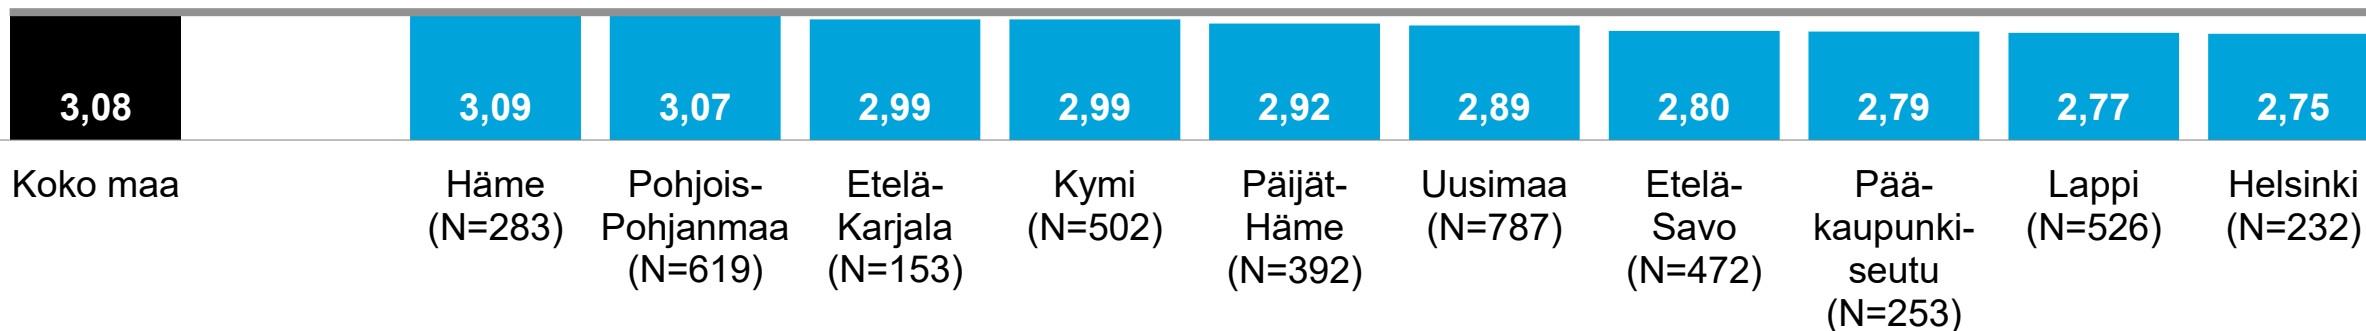 3,08
3,09
3,07
2,99
2,99
2,92
2,89
2,80
2,79
2,77
2,75
Koko maa
Häme
(N=283)
Pohjois-
Pohjanmaa
(N=619)
Etelä-
Karjala
(N=153)
Kymi
(N=502)
Päijät-
Häme
(N=392)
Uusimaa
(N=787)
Etelä-
Savo
(N=472)
Pää-
kaupunki-
seutu
(N=253)
Lappi
(N=526)
Helsinki
(N=232)